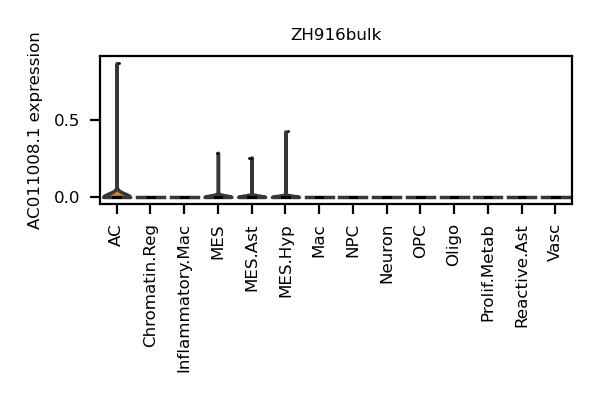 ZH916bulk
AC011008.1 expression
0.5
0.0
AC
Chromatin.Reg
Inflammatory.Mac
MES
MES.Ast
MES.Hyp
Mac
NPC
Neuron
OPC
Oligo
Prolif.Metab
Reactive.Ast
Vasc